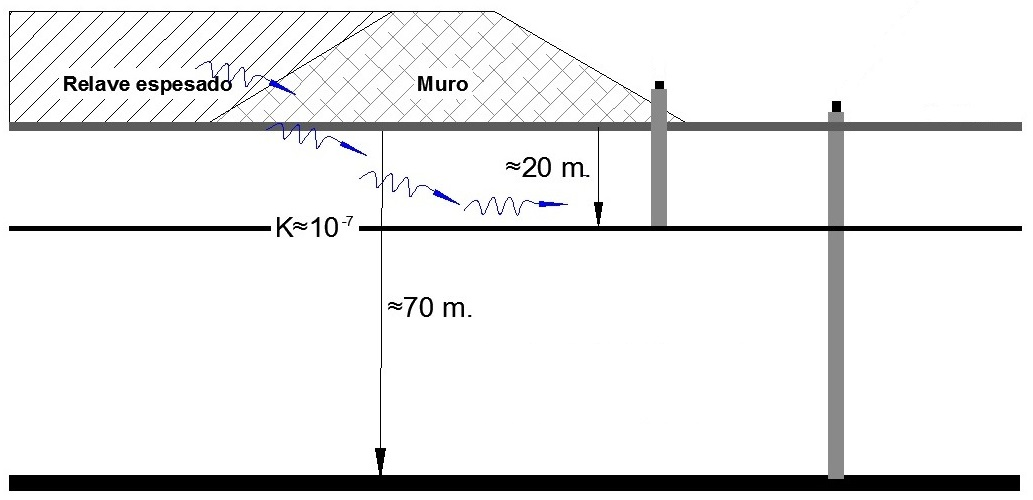 Relave espesado
Muro
≈20 m.
K≈10⁻⁷
≈70 m.